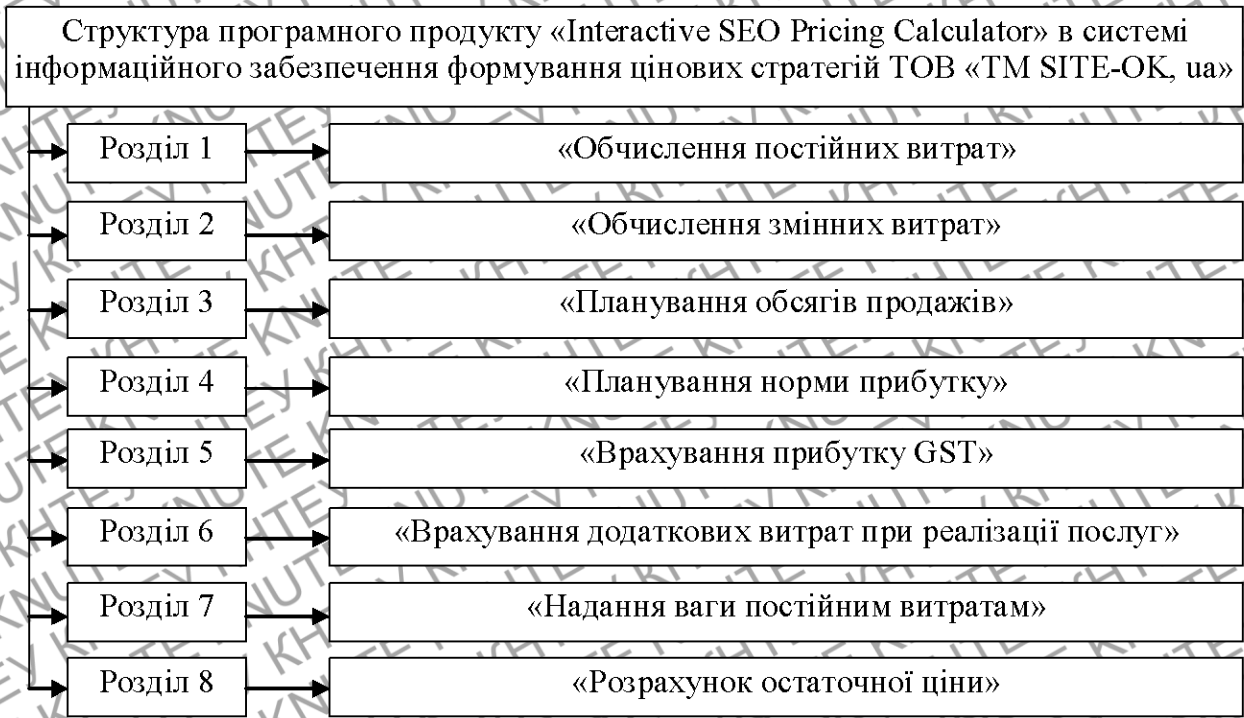 Структура програмного продукту «Interactive SEO Pricing Calculator» в системі
інформаційного забезпечення формування цінових стратегій ТОВ «TM SITE-OK, ua»
Розділ 1 «Обчислення постійних витрат»
Розділ 2 «Обчислення змінних витрат»
Розділ 3 «Планування обсягів продажів»
Розділ 4 «Планування норми прибутку»
Розділ 5 «Врахування прибутку GST»
Розділ 6 «Врахування додаткових витрат при реалізації послуг»
Розділ 7 «Надання ваги постійним витратам»
Розділ 8 «Розрахунок остаточної ціни»